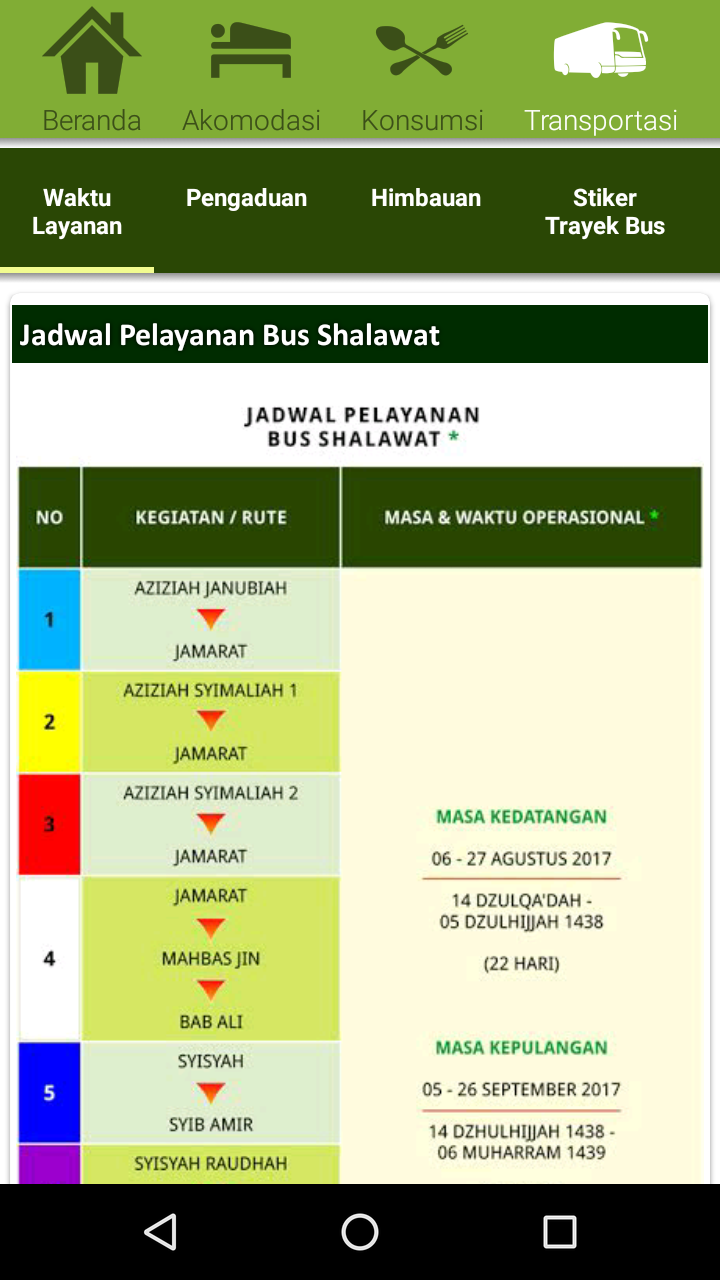 Beranda
Akomodasi
Konsumsi
Transportasi
Waktu
Layanan
Pengaduan
Himbauan
Stiker
Trayek Bus
Jadwal Pelayanan Bus Shalawat
JADWAL PELAYANAN
BUS SHALAWAT *
NO
KEGIATAN / RUTE
MASA & WAKTU OPERASIONAL *
1
AZIZIAH JANUBIAH
JAMARAT
2
AZIZIAH SYIMALIAH 1
JAMARAT
3
AZIZIAH SYIMALIAH 2
JAMARAT
4
JAMARAT
MAHBAS JIN
BAB ALI
5
SYISYAH
SYIB AMIR
SYISYAH RAUDHAH
MASA KEDATANGAN
06 - 27 AGUSTUS 2017
14 DZULQA'DAH -
05 DZULHIJJAH 1438
(22 HARI)
MASA KEPULANGAN
05 - 26 SEPTEMBER 2017
14 DZHULHIJJAH 1438 -
06 MUHARRAM 1439